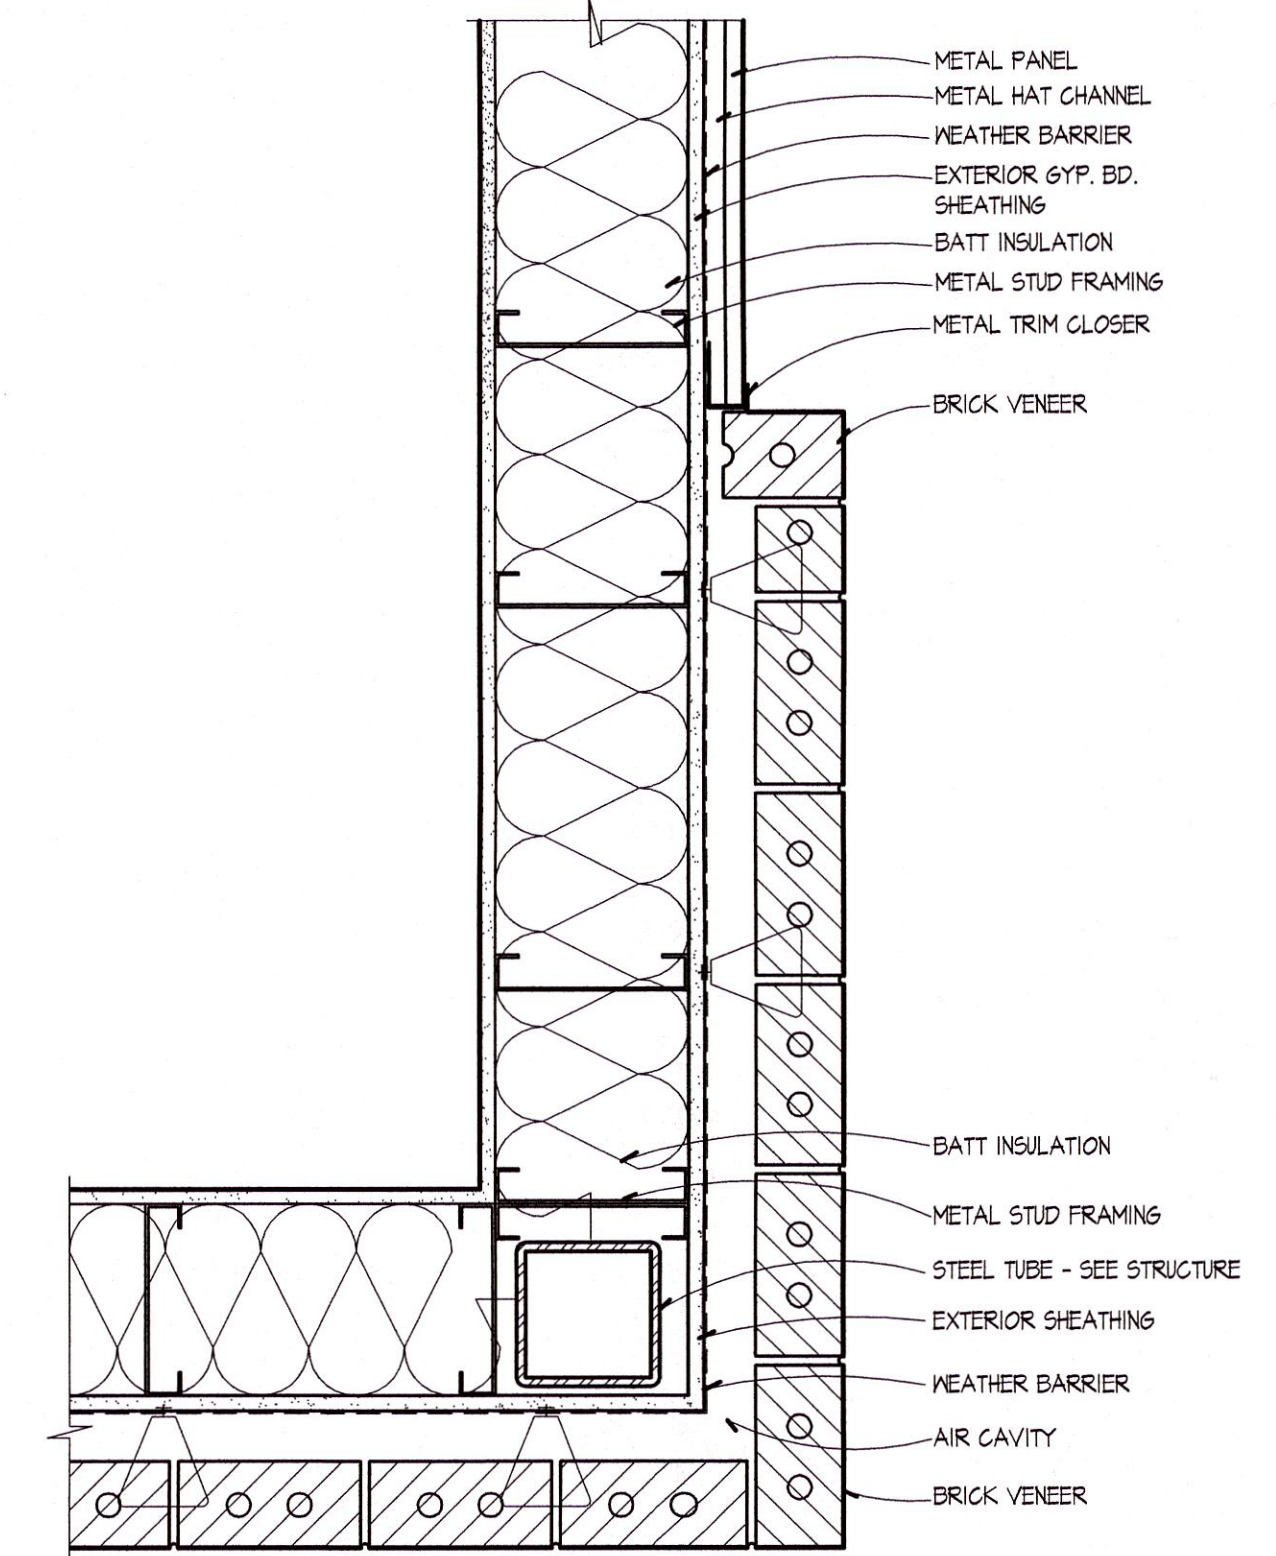 METAL PANEL
METAL HAT CHANNEL
WEATHER BARRIER
EXTERIOR GYP. BD.
SHEATHING
BATT INSULATION
METAL STUD FRAMING
METAL TRIM CLOSER
BRICK VENEER
BATT INSULATION
METAL STUD FRAMING
STEEL TUBE - SEE STRUCTURE
EXTERIOR SHEATHING
WEATHER BARRIER
AIR CAVITY
BRICK VENEER